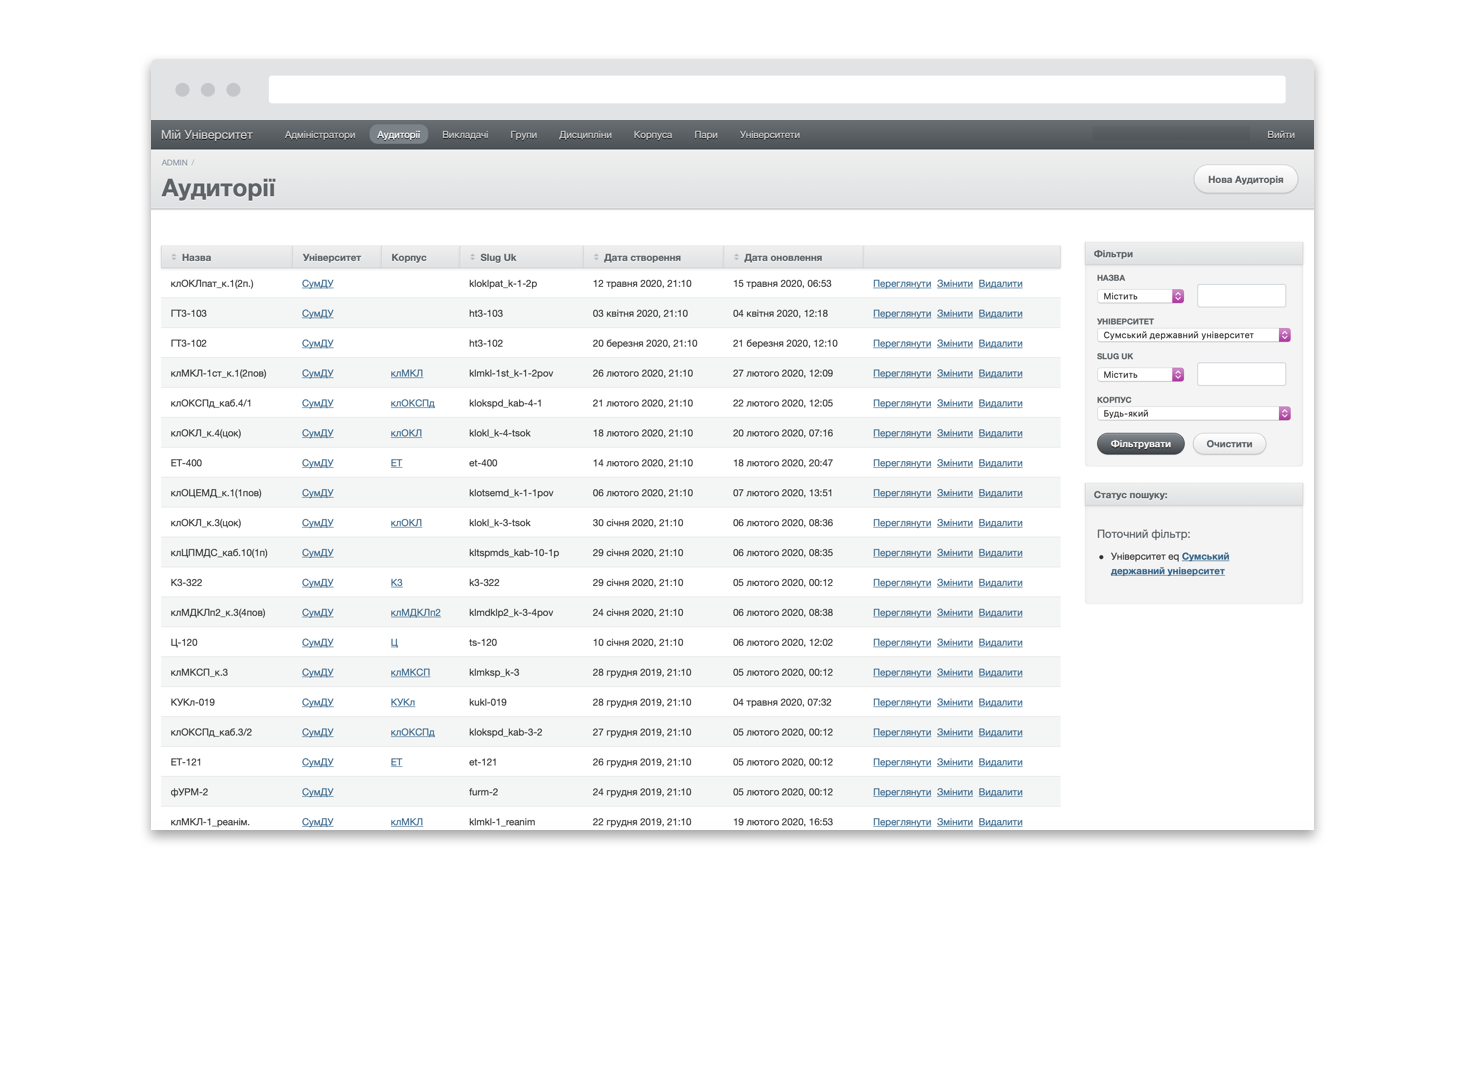 Мій Університет Адміністратори Аудиторії Викладачі Групи Дисципліни Корпуса Пари Університети Вийти
ADMIN /
Аудиторії
Нова Аудиторія
Назва Університет Корпус Slug Uk Дата створення Дата оновлення
клОКЛпат_к.1(2п.) СумДУ kloklpat_k-1-2p 12 травня 2020, 21:10 15 травня 2020, 06:53 Переглянути Змінити Видалити
ГТЗ-103 СумДУ ht3-103 03 квітня 2020, 21:10 04 квітня 2020, 12:18 Переглянути Змінити Видалити
ГТЗ-102 СумДУ ht3-102 20 березня 2020, 21:10 21 березня 2020, 12:10 Переглянути Змінити Видалити
клМКЛ-1ст_к.1(2пов) СумДУ клМКЛ klmkl-1st_k-1-2pov 26 лютого 2020, 21:10 27 лютого 2020, 12:09 Переглянути Змінити Видалити
клОКСПд_каб.4/1 СумДУ клОКСПд klokspd_kab-4-1 21 лютого 2020, 21:10 22 лютого 2020, 12:05 Переглянути Змінити Видалити
клОКЛ_к.4(цок) СумДУ клОКЛ klokl_k-4-tsok 18 лютого 2020, 21:10 20 лютого 2020, 07:16 Переглянути Змінити Видалити
ЕТ-400 СумДУ ЕТ et-400 14 лютого 2020, 21:10 18 лютого 2020, 20:47 Переглянути Змінити Видалити
клОЦЕМД_к.1(1пов) СумДУ klotsemd_k-1-1pov 06 лютого 2020, 21:10 07 лютого 2020, 13:51 Переглянути Змінити Видалити
клОКЛ_к.3(цок) СумДУ клОКЛ klokl_k-3-tsok 30 січня 2020, 21:10 06 лютого 2020, 08:36 Переглянути Змінити Видалити
клЦПМДС_каб.10(1п) СумДУ kltspmds_kab-10-1p 29 січня 2020, 21:10 06 лютого 2020, 08:35 Переглянути Змінити Видалити
К3-322 СумДУ К3 k3-322 29 січня 2020, 21:10 05 лютого 2020, 00:12 Переглянути Змінити Видалити
клМДКЛп2_к.3(4пов) СумДУ клМДКЛп2 klmdklp2_k-3-4pov 24 січня 2020, 21:10 06 лютого 2020, 08:38 Переглянути Змінити Видалити
Ц-120 СумДУ Ц ts-120 10 січня 2020, 21:10 06 лютого 2020, 12:02 Переглянути Змінити Видалити
клМКСП_к.3 СумДУ клМКСП klmksp_k-3 28 грудня 2019, 21:10 05 лютого 2020, 00:12 Переглянути Змінити Видалити
КУКл-019 СумДУ КУКл kukl-019 28 грудня 2019, 21:10 04 травня 2020, 07:32 Переглянути Змінити Видалити
клОКСПд_каб.3/2 СумДУ клОКСПд klokspd_kab-3-2 27 грудня 2019, 21:10 05 лютого 2020, 00:12 Переглянути Змінити Видалити
ЕТ-121 СумДУ ЕТ et-121 26 грудня 2019, 21:10 05 лютого 2020, 00:12 Переглянути Змінити Видалити
фУРМ-2 СумДУ furm-2 24 грудня 2019, 21:10 05 лютого 2020, 00:12 Переглянути Змінити Видалити
клМКЛ-1_реанім. СумДУ клМКЛ klmkl-1_reanim 22 грудня 2019, 21:10 19 лютого 2020, 16:53 Переглянути Змінити Видалити
Фільтри
НАЗВА
Містить
УНІВЕРСИТЕТ
Сумський державний університет
SLUG UK
Містить
КОРПУС
Будь-який
Фільтрувати Очистити
Статус пошуку:
Поточний фільтр:
Університет eq Сумський
державний університет